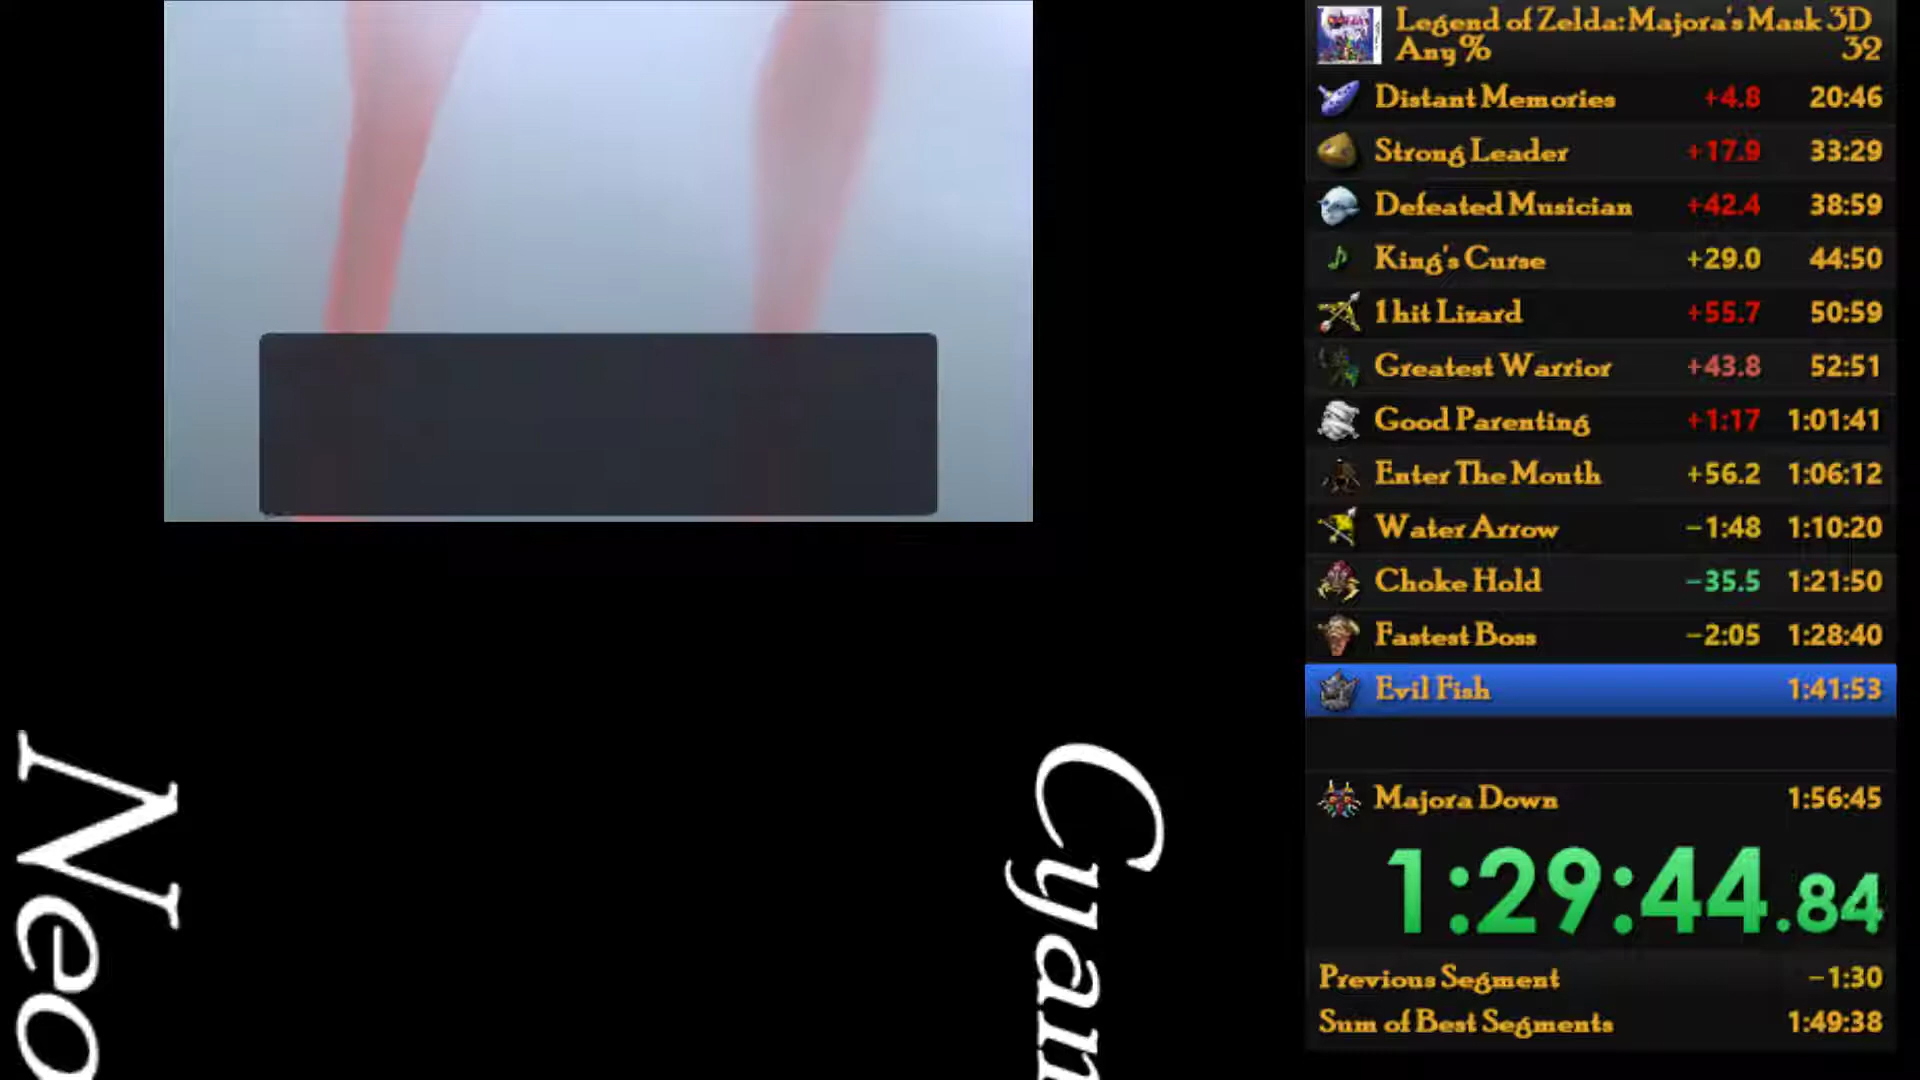 Legend of Zelda: Majora's Mask 3D
Any% 32
Distant Memories +4.8 20:46
Strong Leader +17.9 33:29
Defeated Musician +42.4 38:59
King's Curse +29.0 44:50
1 hit Lizard +55.7 50:59
Greatest Warrior +43.8 52:51
Good Parenting +1:17 1:01:41
Enter The Mouth +56.2 1:06:12
Water Arrow −1:48 1:10:20
Choke Hold −35.5 1:21:50
Fastest Boss −2:05 1:28:40
Evil Fish 1:41:53
Majora Down 1:56:45
1:29:44.84
Previous Segment −1:30
Sum of Best Segments 1:49:38
Neo
Cyan